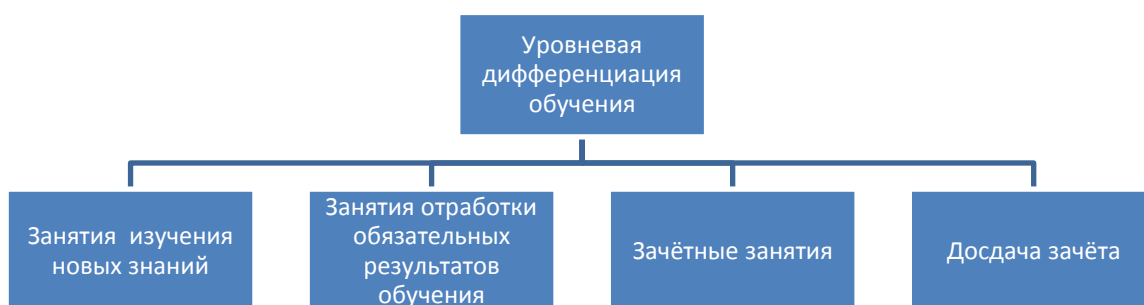 Уровневая
дифференциация
обучения
Занятия изучения
новых знаний
Занятия отработки
обязательных
результатов
обучения
Зачётные занятия
Досдача зачёта